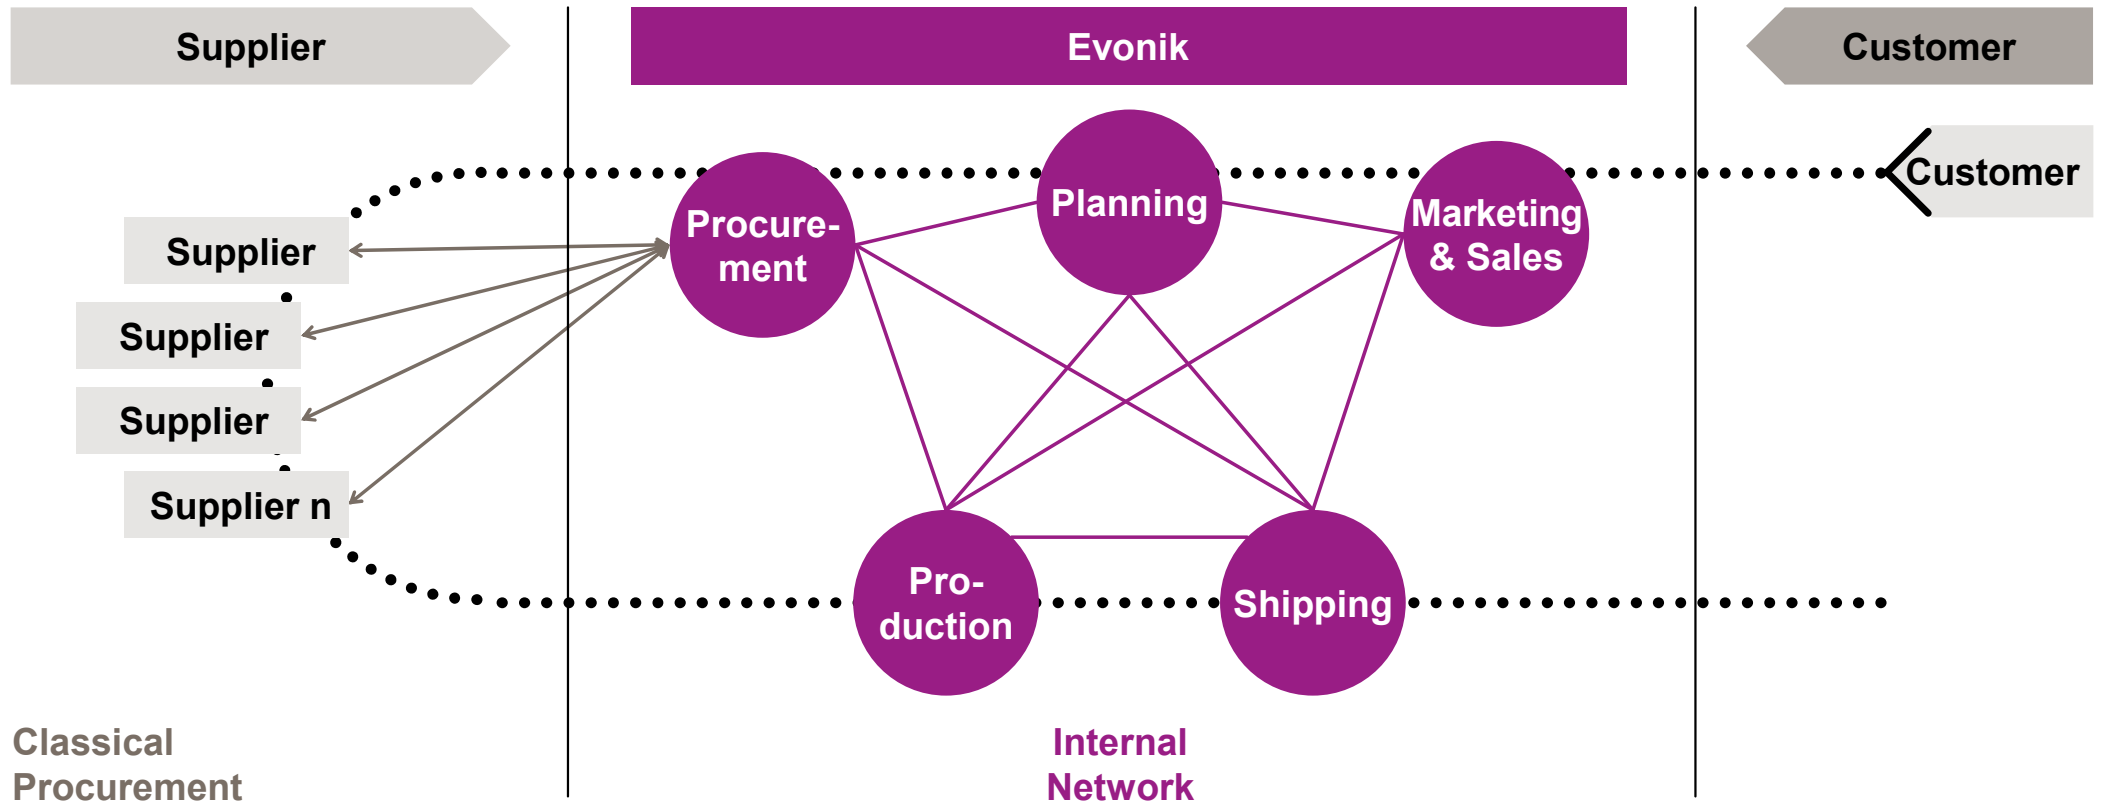 Supplier
Evonik
Customer
Customer
Planning
Procure-
ment
Marketing
& Sales
Supplier
Supplier
Supplier
Supplier n
Pro-
duction
Shipping
Classical
Procurement
Internal
Network